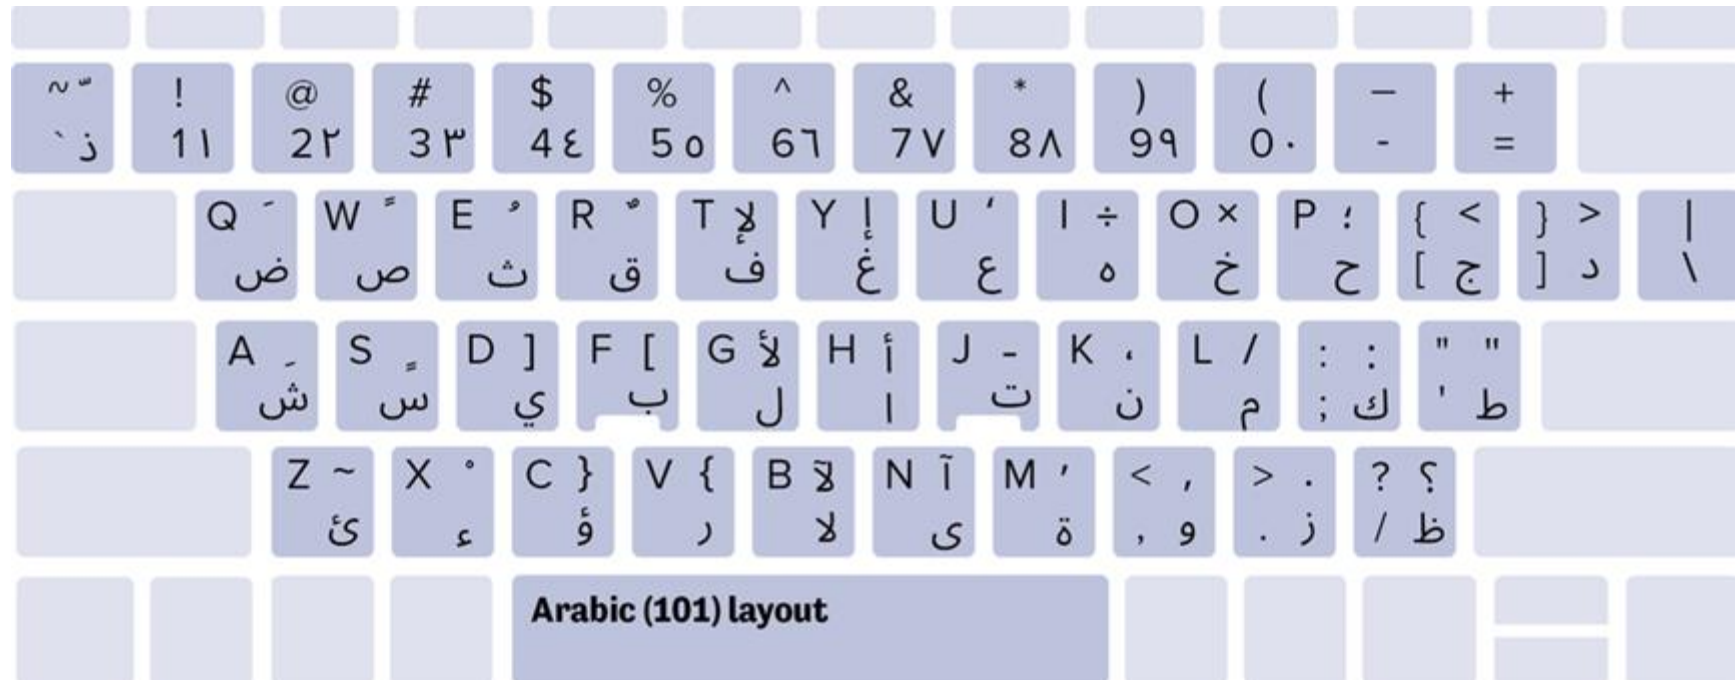 ~ ّ ! @ # $ % ^ & * ) ( — +
` ذ 1 ١ 2 ٢ 3 ٣ 4 ٤ 5 ٥ 6 ٦ 7 ٧ 8 ٨ 9 ٩ 0 ٠ - =
Q َ W ً E ُ R ٌ T لإ Y إ U ‘ I ÷ O × P ؛ { < } > |
ض ص ث ق ف غ ع ه خ ح [ ج ] د \
A ِ S ٍ D ] F [ G لأ H أ J - K ، L / : : " "
ش س ي ب ل ا ت ن م ; ك ' ط
Z ~ X ْ C } V { B لآ N آ M ’ < , > . ? ؟
ئ ء ؤ ر لا ى ة , و . ز / ظ
Arabic (101) layout